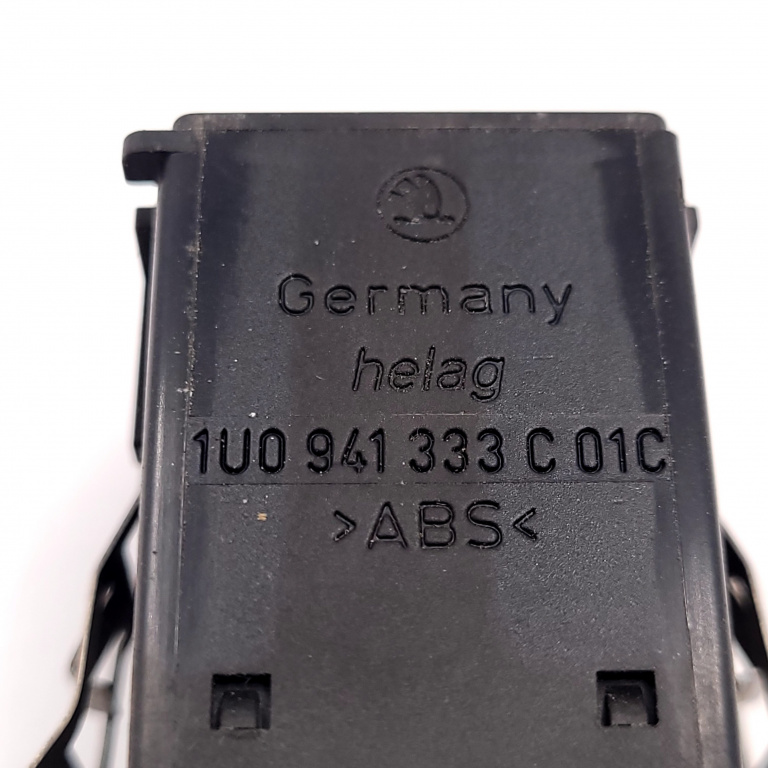 Germany
helag
1U0 941 333 C 01C
>ABS<